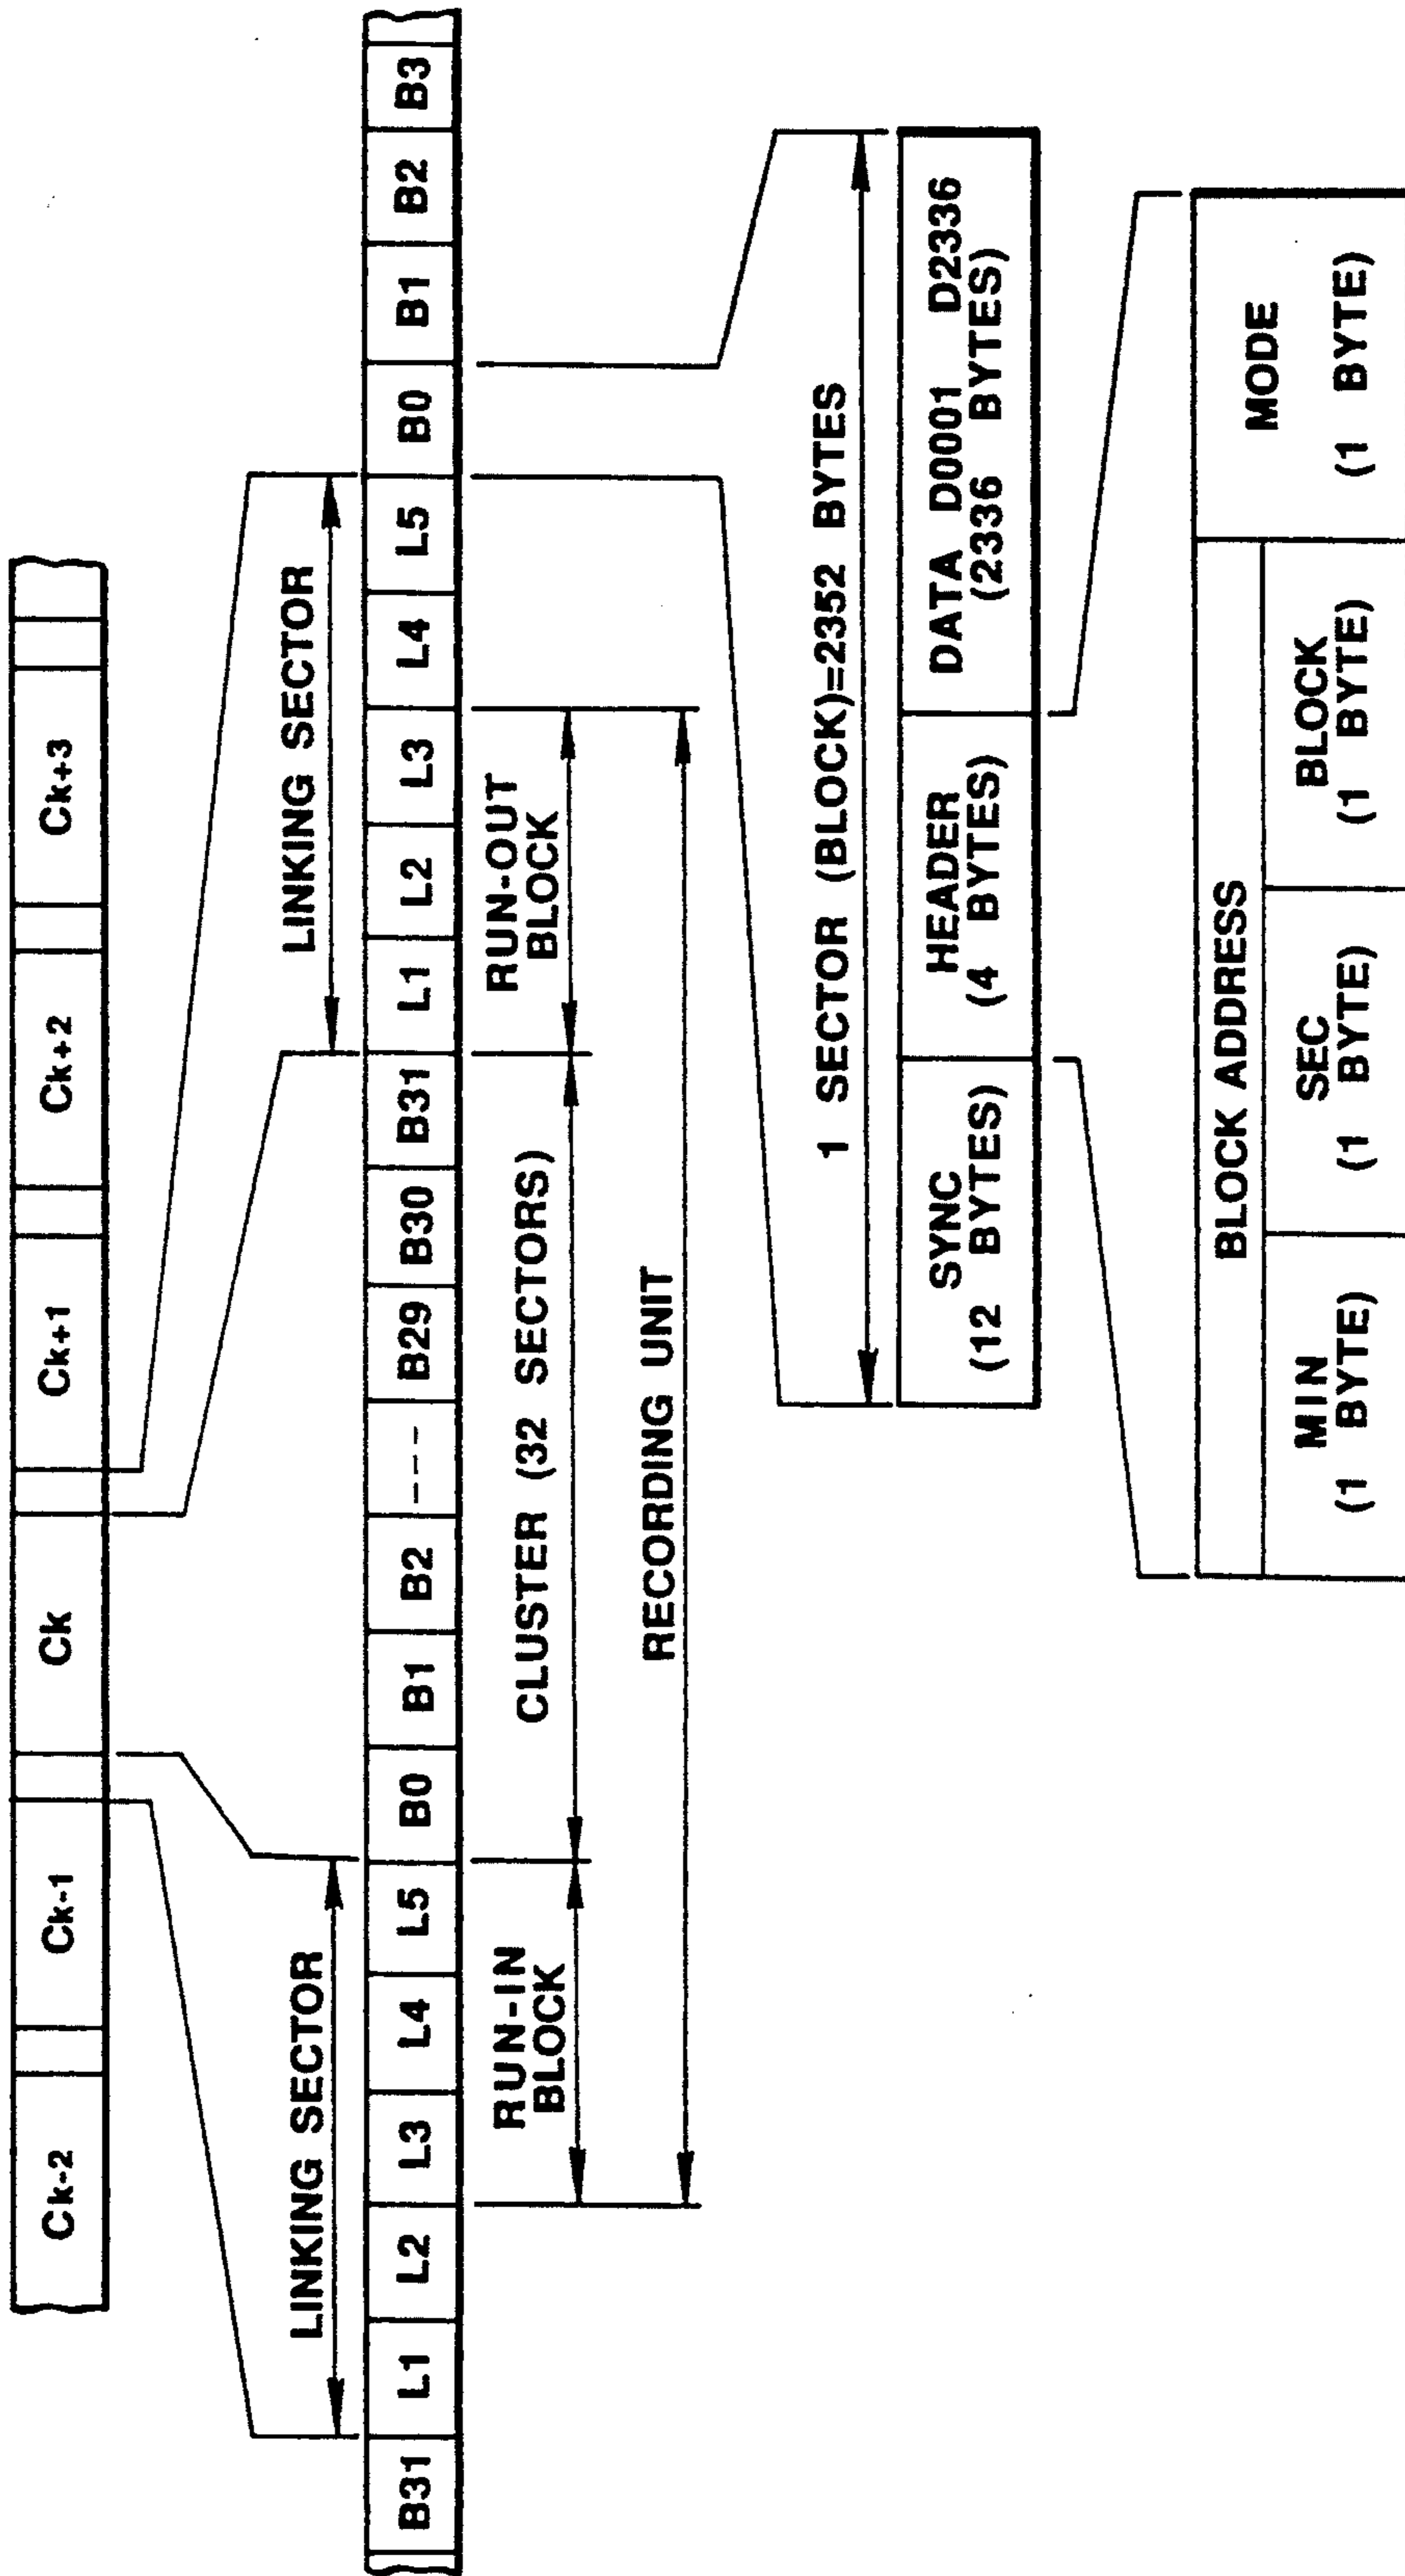 Ck-2 Ck-1 Ck Ck+1 Ck+2 Ck+3
LINKING SECTOR LINKING SECTOR
B31 L1 L2 L3 L4 L5 B0 B1 B2 --- B29 B30 B31 L1 L2 L3 L4 L5 B0 B1 B2 B3
RUN-IN
BLOCK
CLUSTER (32 SECTORS)
RUN-OUT
BLOCK
RECORDING UNIT
1 SECTOR (BLOCK)=2352 BYTES
SYNC
(12 BYTES)
HEADER
(4 BYTES)
DATA D0001 D2336
(2336 BYTES)
BLOCK ADDRESS
MIN
(1 BYTE)
SEC
(1 BYTE)
BLOCK
(1 BYTE)
MODE
(1 BYTE)